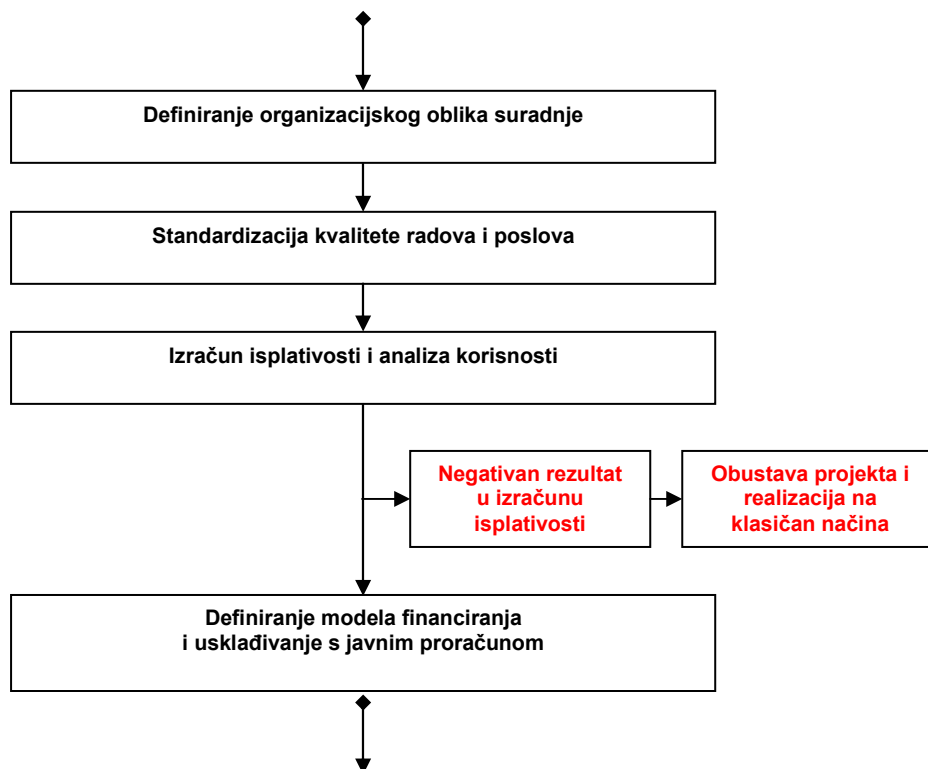 Definiranje organizacijskog oblika suradnje
Standardizacija kvalitete radova i poslova
Izračun isplativosti i analiza korisnosti
Negativan rezultat
u izračunu
isplativosti
Obustava projekta i
realizacija na
klasičan načina
Definiranje modela financiranja
i usklađivanje s javnim proračunom